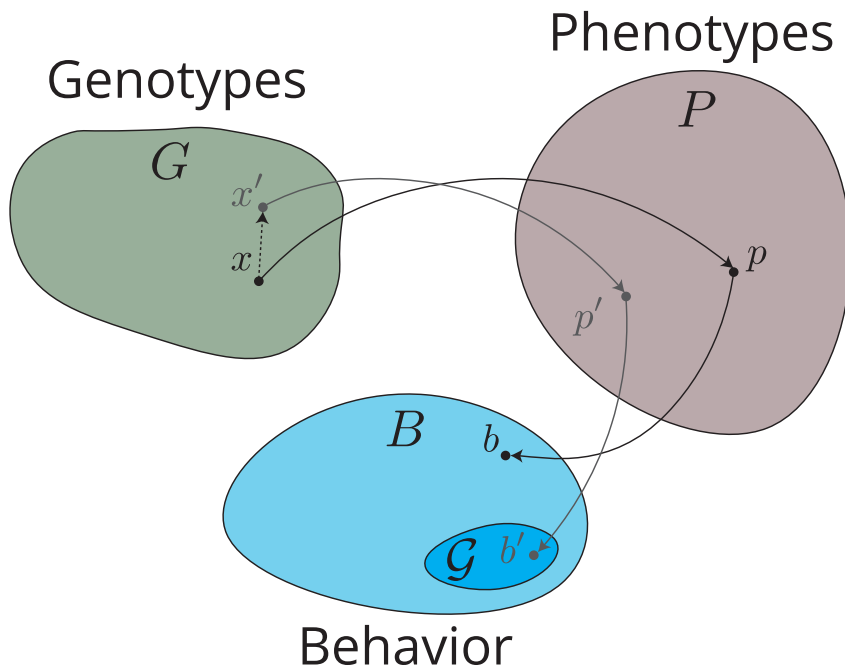 Phenotypes
Genotypes
P
G
x′
x
p
p′
B
b
𝒢 b′
Behavior